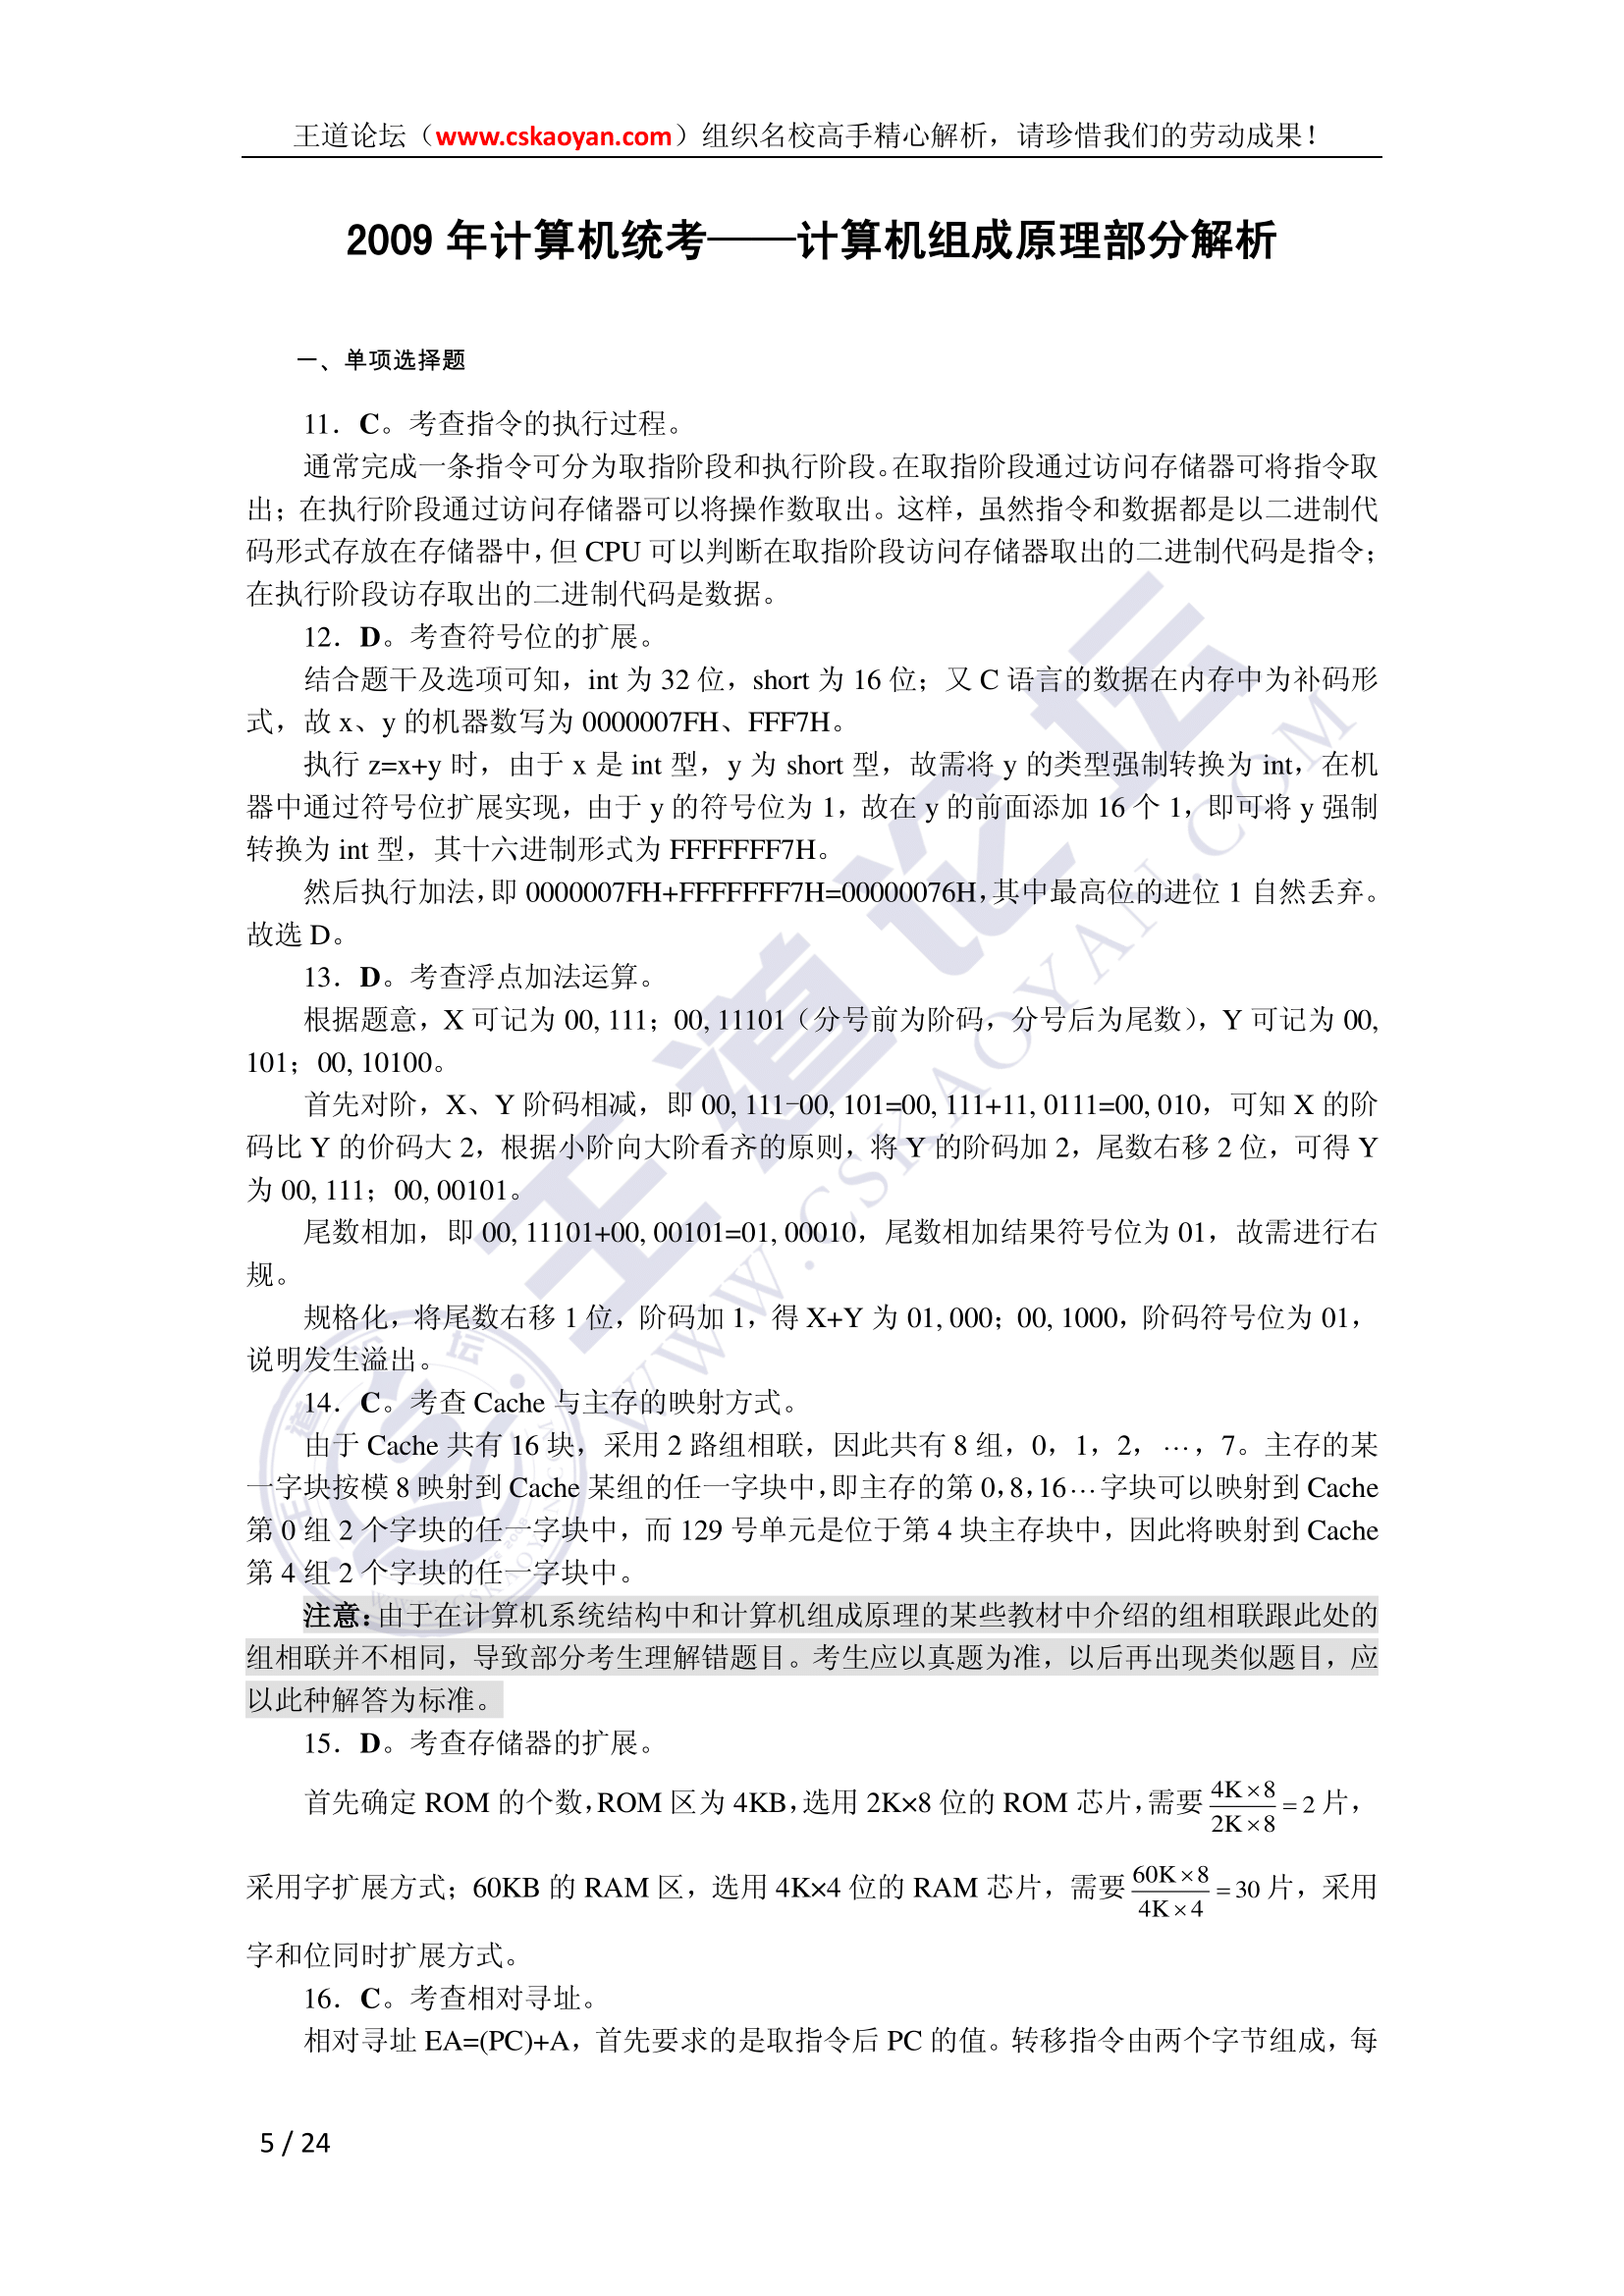 王道论坛（www.cskaoyan.com）组织名校高手精心解析，请珍惜我们的劳动成果！
2009 年计算机统考——计算机组成原理部分解析
一、单项选择题
11．C。考查指令的执行过程。
通常完成一条指令可分为取指阶段和执行阶段。在取指阶段通过访问存储器可将指令取
出；在执行阶段通过访问存储器可以将操作数取出。这样，虽然指令和数据都是以二进制代
码形式存放在存储器中，但 CPU 可以判断在取指阶段访问存储器取出的二进制代码是指令；
在执行阶段访存取出的二进制代码是数据。
12．D。考查符号位的扩展。
结合题干及选项可知，int 为 32 位，short 为 16 位；又 C 语言的数据在内存中为补码形
式，故 x、y 的机器数写为 0000007FH、FFF7H。
执行 z=x+y 时，由于 x 是 int 型，y 为 short 型，故需将 y 的类型强制转换为 int，在机
器中通过符号位扩展实现，由于 y 的符号位为 1，故在 y 的前面添加 16 个 1，即可将 y 强制
转换为 int 型，其十六进制形式为 FFFFFFF7H。
然后执行加法，即 0000007FH+FFFFFFF7H=00000076H，其中最高位的进位 1 自然丢弃。
故选 D。
13．D。考查浮点加法运算。
根据题意，X 可记为 00, 111；00, 11101（分号前为阶码，分号后为尾数），Y 可记为 00,
101；00, 10100。
首先对阶，X、Y 阶码相减，即 00, 111-00, 101=00, 111+11, 0111=00, 010，可知 X 的阶
码比 Y 的价码大 2，根据小阶向大阶看齐的原则，将 Y 的阶码加 2，尾数右移 2 位，可得 Y
为 00, 111；00, 00101。
尾数相加，即 00, 11101+00, 00101=01, 00010，尾数相加结果符号位为 01，故需进行右
规。
规格化，将尾数右移 1 位，阶码加 1，得 X+Y 为 01, 000；00, 1000，阶码符号位为 01，
说明发生溢出。
14．C。考查 Cache 与主存的映射方式。
由于 Cache 共有 16 块，采用 2 路组相联，因此共有 8 组，0，1，2，…，7。主存的某
一字块按模 8 映射到 Cache 某组的任一字块中，即主存的第 0，8，16…字块可以映射到 Cache
第 0 组 2 个字块的任一字块中，而 129 号单元是位于第 4 块主存块中，因此将映射到 Cache
第 4 组 2 个字块的任一字块中。
注意：由于在计算机系统结构中和计算机组成原理的某些教材中介绍的组相联跟此处的
组相联并不相同，导致部分考生理解错题目。考生应以真题为准，以后再出现类似题目，应
以此种解答为标准。
15．D。考查存储器的扩展。
首先确定 ROM 的个数，ROM 区为 4KB，选用 2K×8 位的 ROM 芯片，需要 4K×8/2K×8=2 片，
采用字扩展方式；60KB 的 RAM 区，选用 4K×4 位的 RAM 芯片，需要 60K×8/4K×4=30 片，采用
字和位同时扩展方式。
16．C。考查相对寻址。
相对寻址 EA=(PC)+A，首先要求的是取指令后 PC 的值。转移指令由两个字节组成，每
5 / 24
王道论坛
WWW.CSKAOYAN.COM